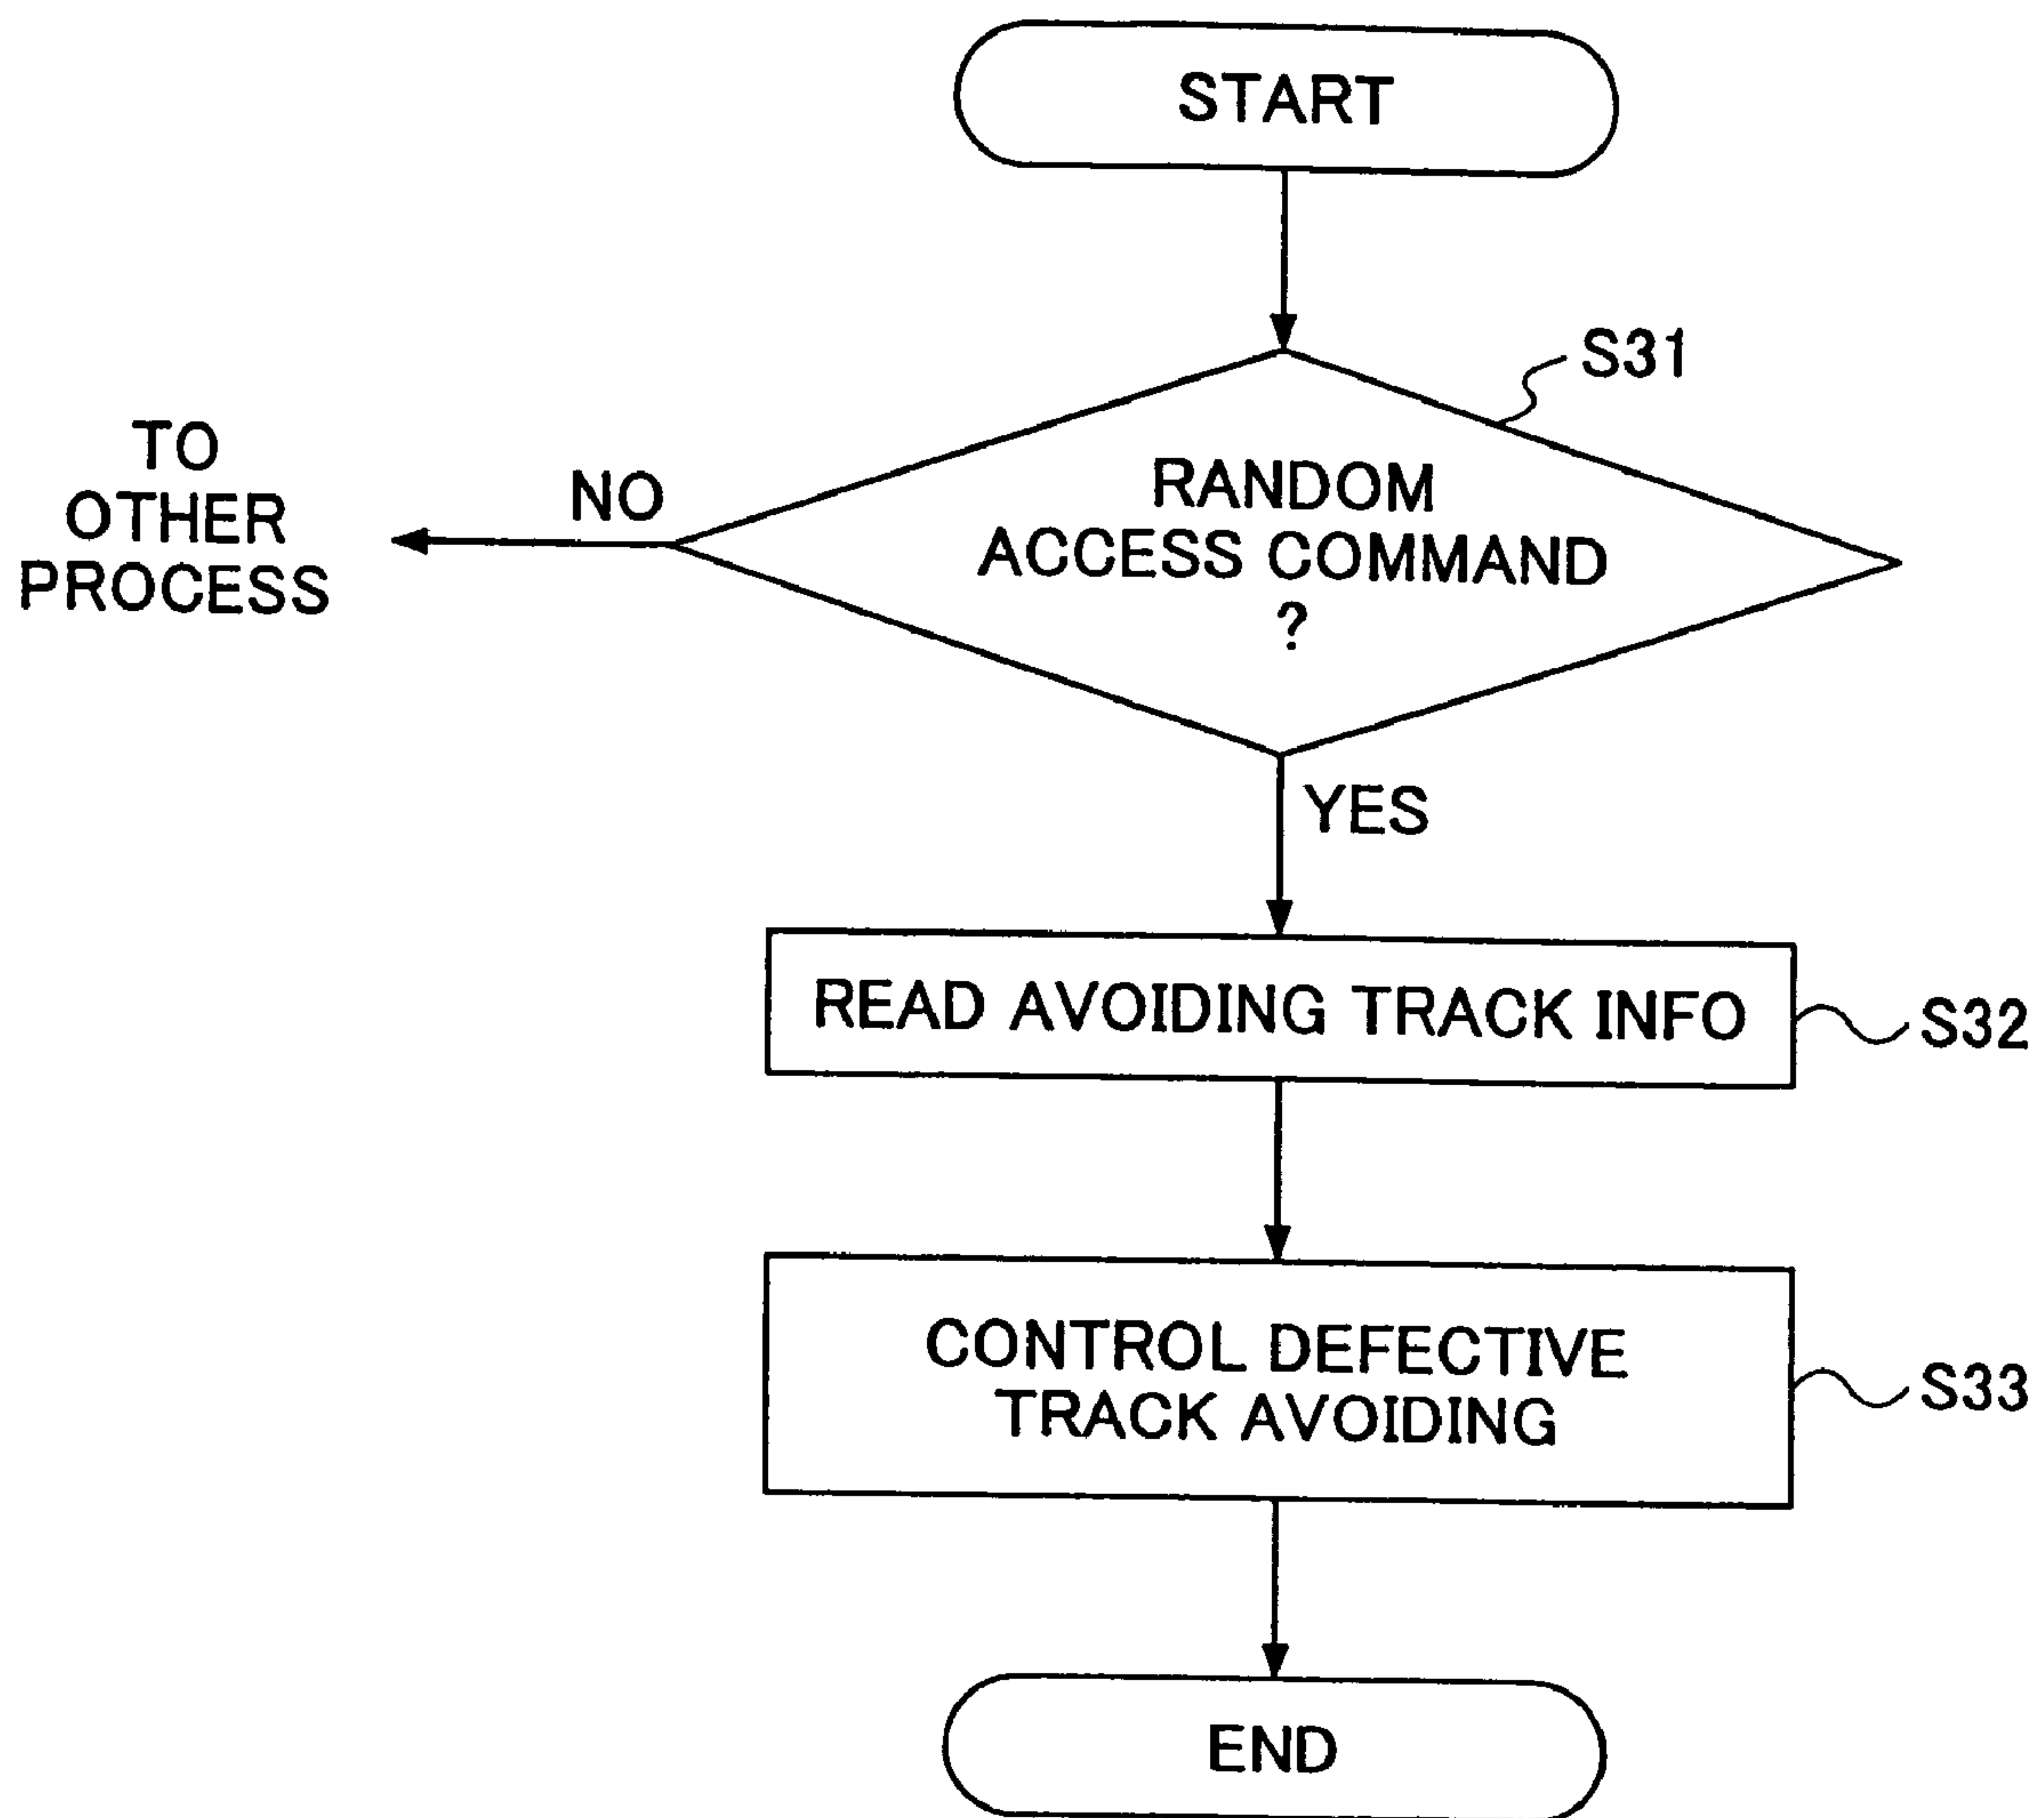 START
S31
RANDOM
ACCESS COMMAND
?
NO
TO
OTHER
PROCESS
YES
READ AVOIDING TRACK INFO
S32
CONTROL DEFECTIVE
TRACK AVOIDING
S33
END